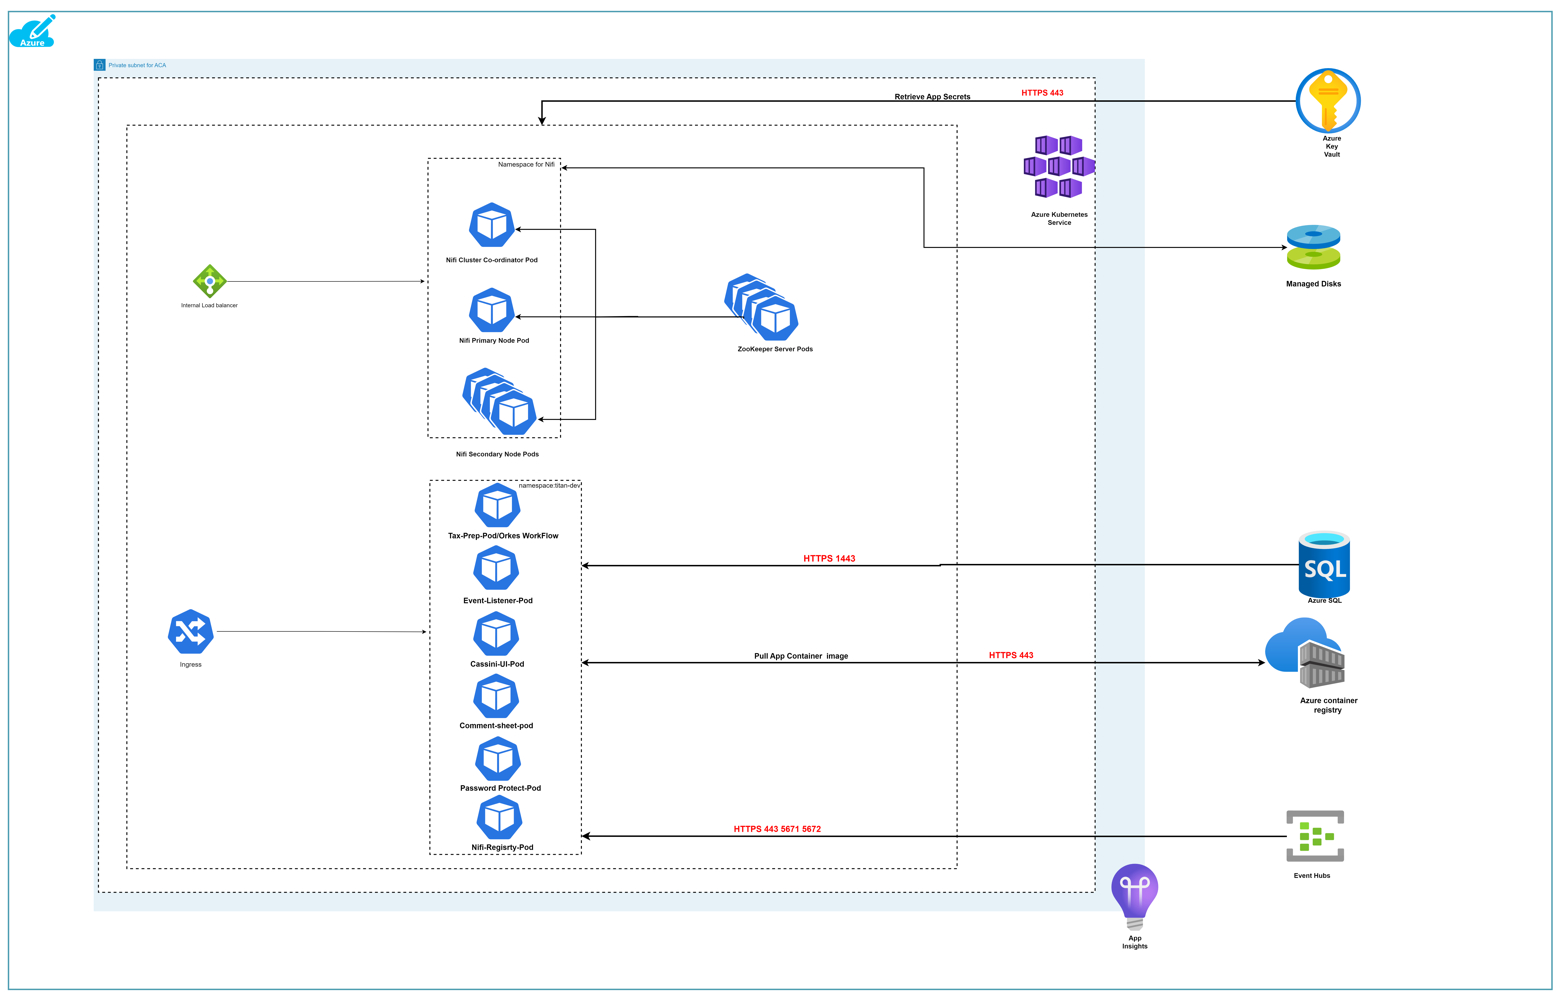 Azure
Private subnet for ACA
Retrieve App Secrets
HTTPS 443
Azure
Key
Vault
Namespace for Nifi
Azure Kubernetes
Service
Nifi Cluster Co-ordinator Pod
Managed Disks
Internal Load balancer
Nifi Primary Node Pod
ZooKeeper Server Pods
Nifi Secondary Node Pods
namespace:titan-dev
Tax-Prep-Pod/Orkes WorkFlow
HTTPS 1443
SQL
Azure SQL
Event-Listener-Pod
Cassini-UI-Pod
Ingress
Pull App Container image
HTTPS 443
Azure container
registry
Comment-sheet-pod
Password Protect-Pod
HTTPS 443 5671 5672
Nifi-Regisrty-Pod
Event Hubs
App
Insights